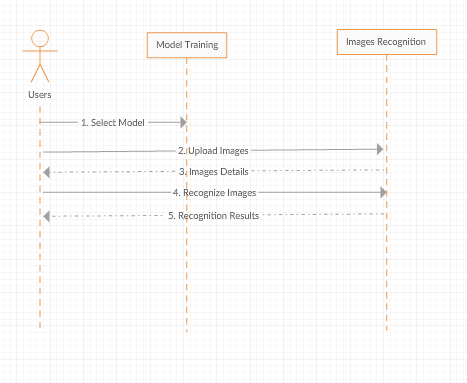 Model Training
Images Recognition
Users
1. Select Model
2. Upload Images
3. Images Details
4. Recognize Images
5. Recognition Results